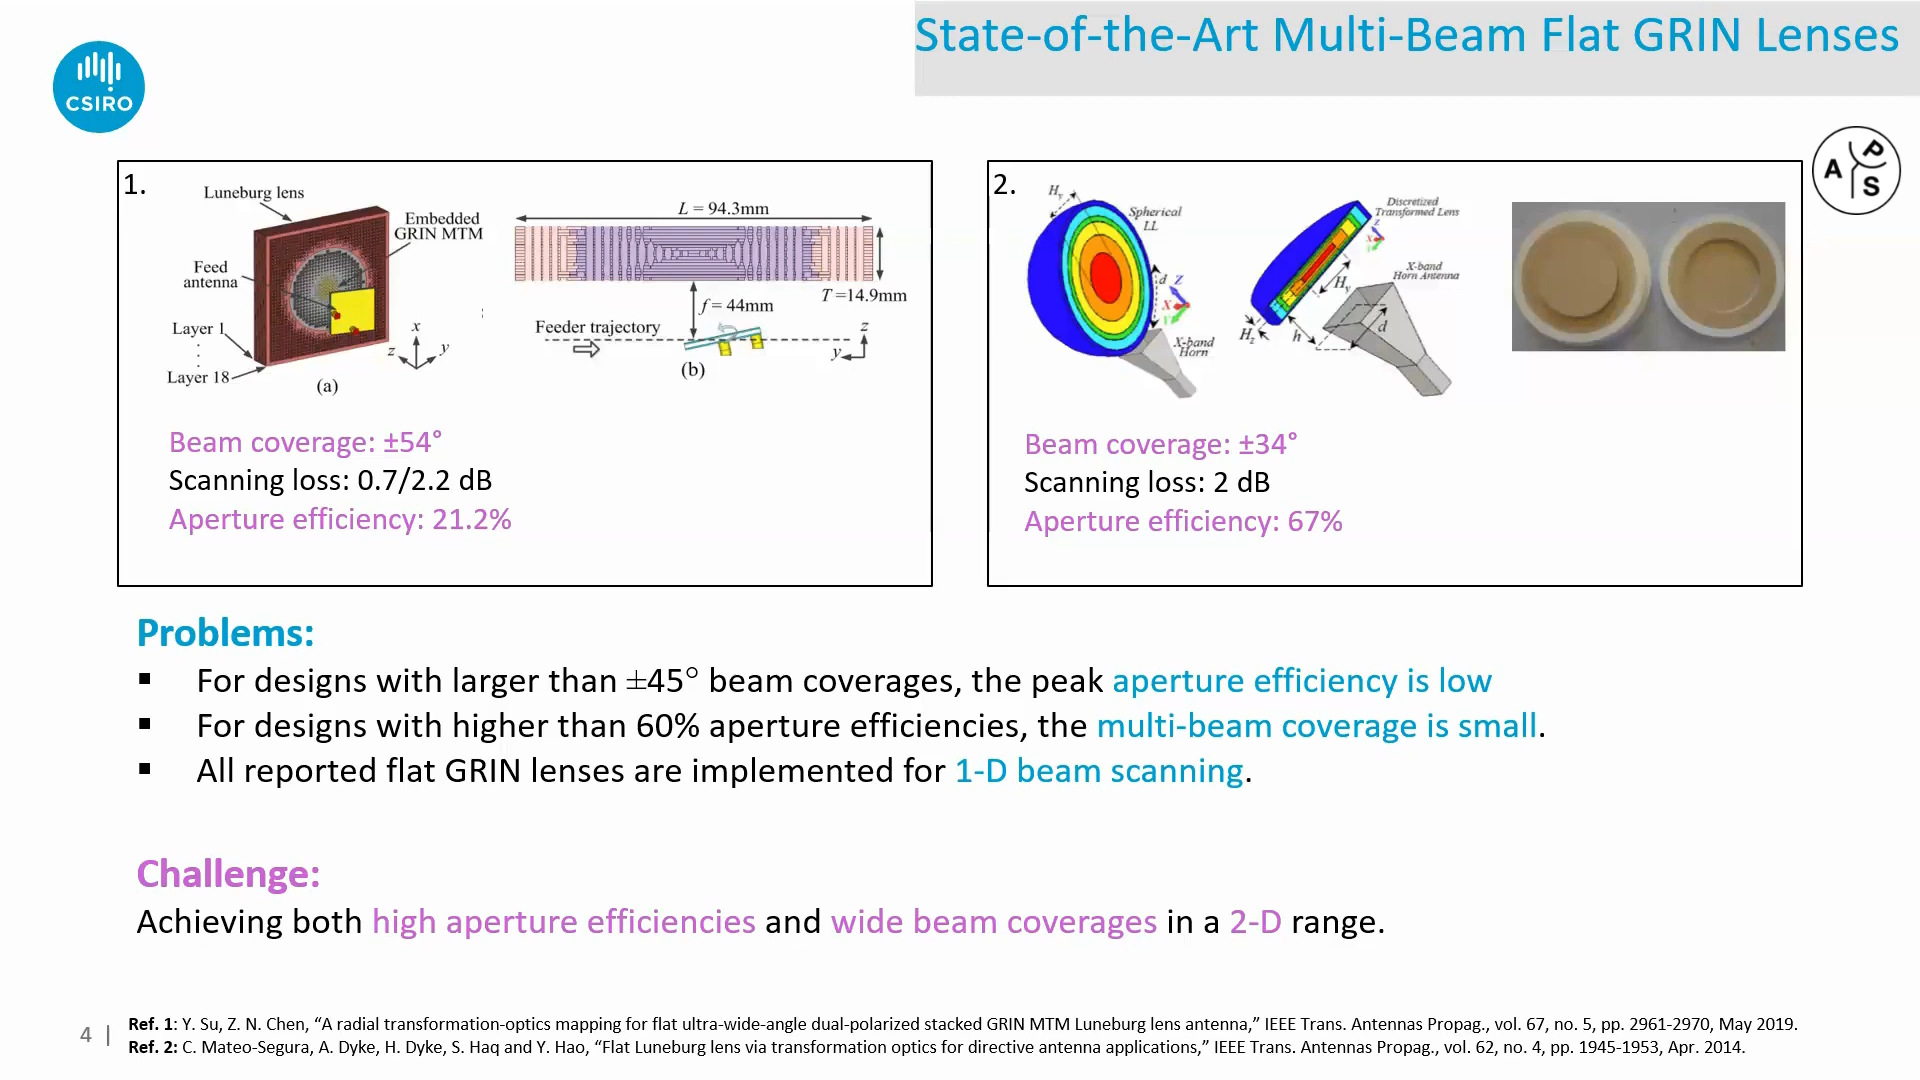 State-of-the-Art Multi-Beam Flat GRIN Lenses
CSIRO
A P S
1.
Luneburg lens
Embedded
GRIN MTM
Feed
antenna
Layer 1
Layer 18
x
y
z
(a)
L = 94.3mm
T =14.9mm
f = 44mm
Feeder trajectory
z
y
(b)
Beam coverage: ±54°
Scanning loss: 0.7/2.2 dB
Aperture efficiency: 21.2%
2.
Hy
Spherical
LL
d
Z
X
Y
X-band
Horn
Discretized
Transformed Lens
Z
X
Hy
X-band
Horn Antenna
d
Hz
h
Beam coverage: ±34°
Scanning loss: 2 dB
Aperture efficiency: 67%
Problems:
▪ For designs with larger than ±45° beam coverages, the peak aperture efficiency is low
▪ For designs with higher than 60% aperture efficiencies, the multi-beam coverage is small.
▪ All reported flat GRIN lenses are implemented for 1-D beam scanning.
Challenge:
Achieving both high aperture efficiencies and wide beam coverages in a 2-D range.
4 |
Ref. 1: Y. Su, Z. N. Chen, “A radial transformation-optics mapping for flat ultra-wide-angle dual-polarized stacked GRIN MTM Luneburg lens antenna,” IEEE Trans. Antennas Propag., vol. 67, no. 5, pp. 2961-2970, May 2019.
Ref. 2: C. Mateo-Segura, A. Dyke, H. Dyke, S. Haq and Y. Hao, “Flat Luneburg lens via transformation optics for directive antenna applications,” IEEE Trans. Antennas Propag., vol. 62, no. 4, pp. 1945-1953, Apr. 2014.